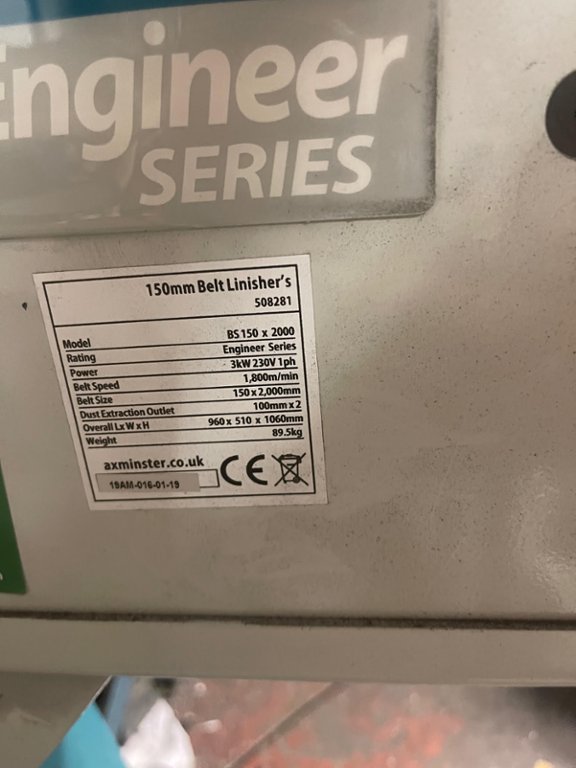 Engineer
SERIES
150mm Belt Linisher's
508281
Model BS 150 x 2000
Rating Engineer Series
Power 3kW 230V 1ph
Belt Speed 1,800m/min
Belt Size 150 x 2,000mm
Dust Extraction Outlet 100mm x 2
Overall L x W x H 960 x 510 x 1060mm
Weight 89.5kg
axminster.co.uk
19AM-016-01-19
CE